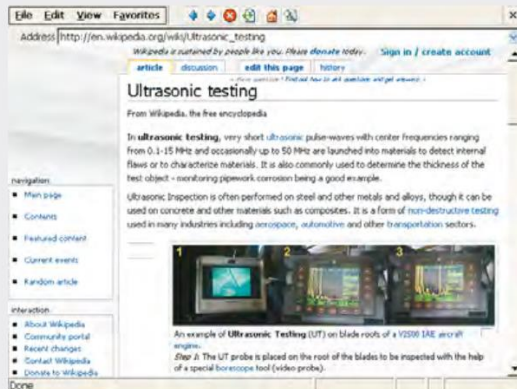 File Edit View Favorites
Address http://en.wikipedia.org/wiki/Ultrasonic_testing
Wikipedia is sustained by people like you. Please donate today. Sign in / create account
article discussion edit this page history
Ultrasonic testing
From Wikipedia, the free encyclopedia
In ultrasonic testing, very short ultrasonic pulse-waves with center frequencies ranging
from 0.1-15 MHz and occasionally up to 50 MHz are launched into materials to detect internal
flaws or to characterize materials. It is also commonly used to determine the thickness of the
test object - monitoring pipework corrosion being a good example.
Ultrasonic Inspection is often performed on steel and other metals and alloys, though it can be
used on concrete and other materials such as composites. It is a form of non-destructive testing
used in many industries including aerospace, automotive and other transportation sectors.
navigation
Main page
Contents
Featured content
Current events
Random article
interaction
About Wikipedia
Community portal
Recent changes
Contact Wikipedia
Donate to Wikipedia
1 2 3
An example of Ultrasonic Testing (UT) on blade roots of a V2500 IAE aircraft
engine.
Step 1: The UT probe is placed on the root of the blades to be inspected with the help
of a special borescope tool (video probe).
Done